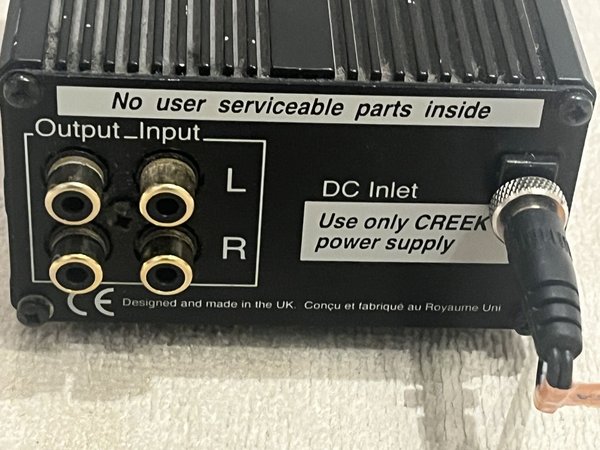 No user serviceable parts inside
Output Input
L
DC Inlet
Use only CREEK
power supply
R
CE Designed and made in the UK. Conçu et fabriqué au Royaume Uni